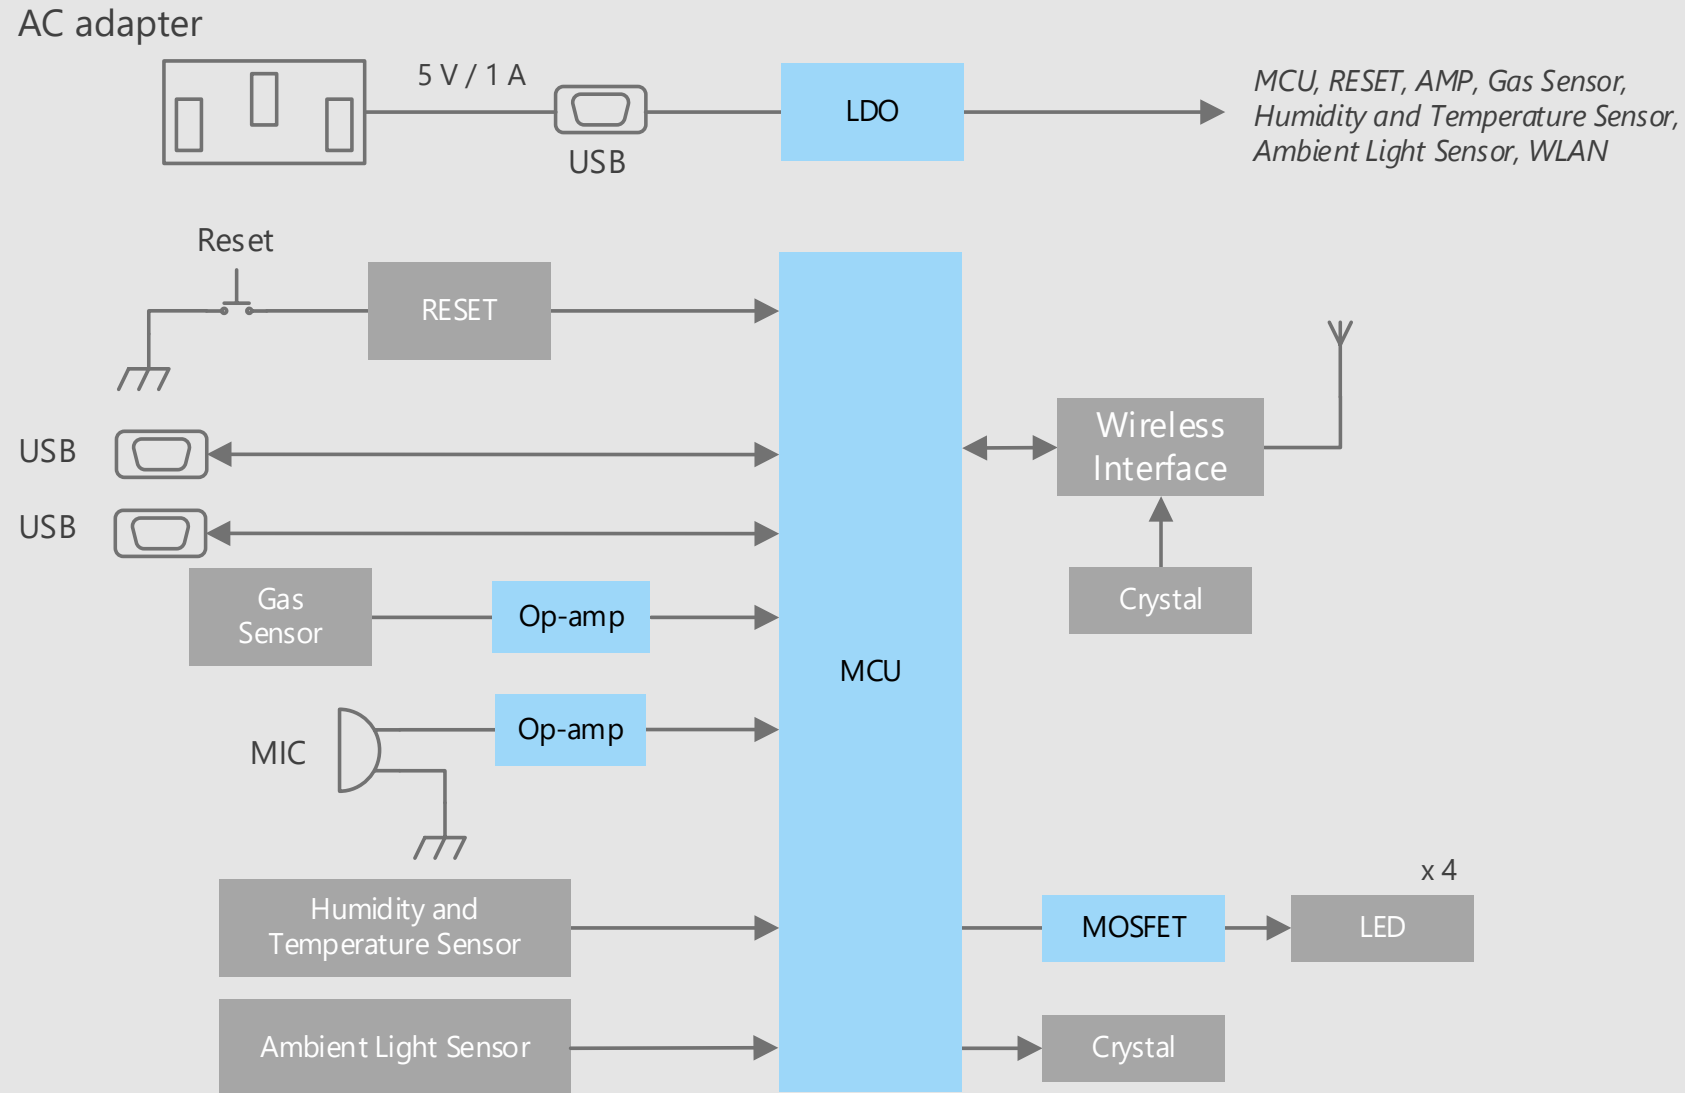 AC adapter
5 V / 1 A
USB
LDO
MCU, RESET, AMP, Gas Sensor,
Humidity and Temperature Sensor,
Ambient Light Sensor, WLAN
Reset
RESET
USB
USB
Gas
Sensor
Op-amp
MIC
Op-amp
Humidity and
Temperature Sensor
Ambient Light Sensor
MCU
Wireless
Interface
Crystal
x 4
MOSFET
LED
Crystal